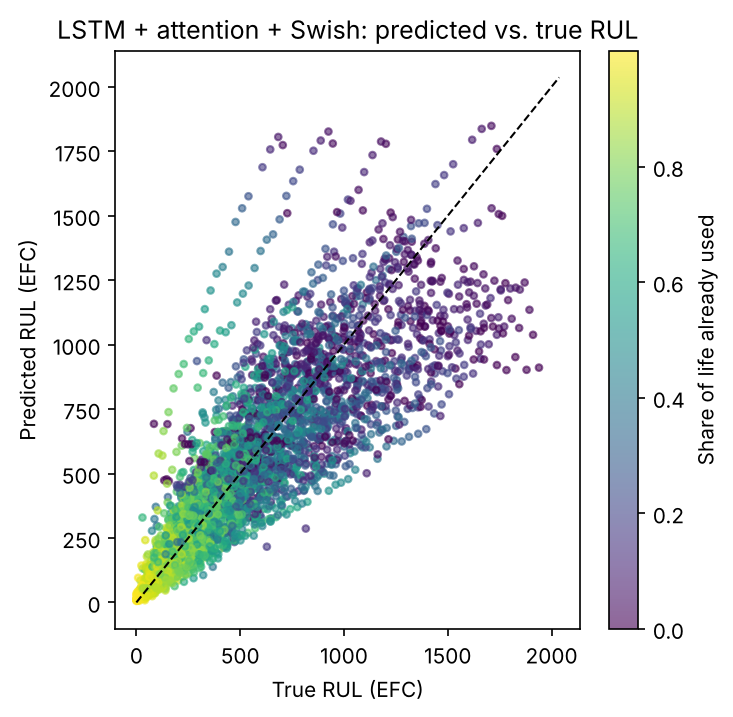 LSTM + attention + Swish: predicted vs. true RUL
2000
1750
1500
1250
1000
750
500
250
0
Predicted RUL (EFC)
0 500 1000 1500 2000
True RUL (EFC)
0.8
0.6
0.4
0.2
0.0
Share of life already used